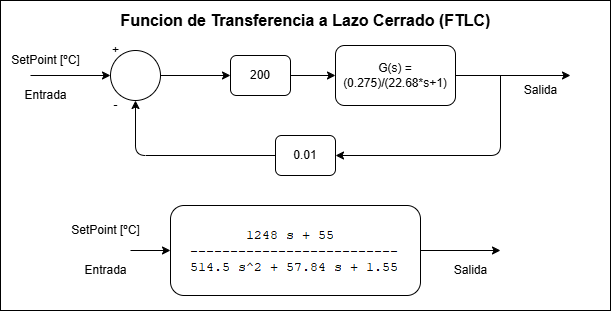 Funcion de Transferencia a Lazo Cerrado (FTLC)
+
SetPoint [ºC]
Entrada
-
200
G(s) =
(0.275)/(22.68*s+1)
Salida
0.01
SetPoint [ºC]
Entrada
1248 s + 55
---------------------------
514.5 s^2 + 57.84 s + 1.55
Salida